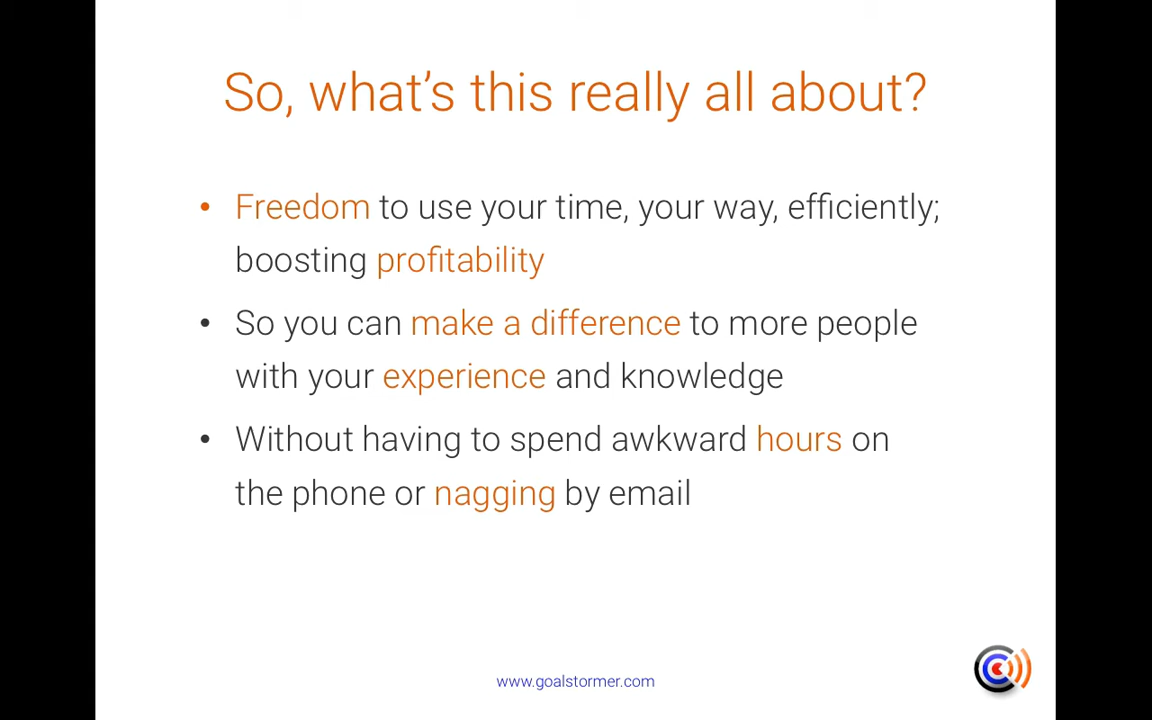 So, what's this really all about?
• Freedom to use your time, your way, efficiently;
boosting profitability
• So you can make a difference to more people
with your experience and knowledge
• Without having to spend awkward hours on
the phone or nagging by email
www.goalstormer.com